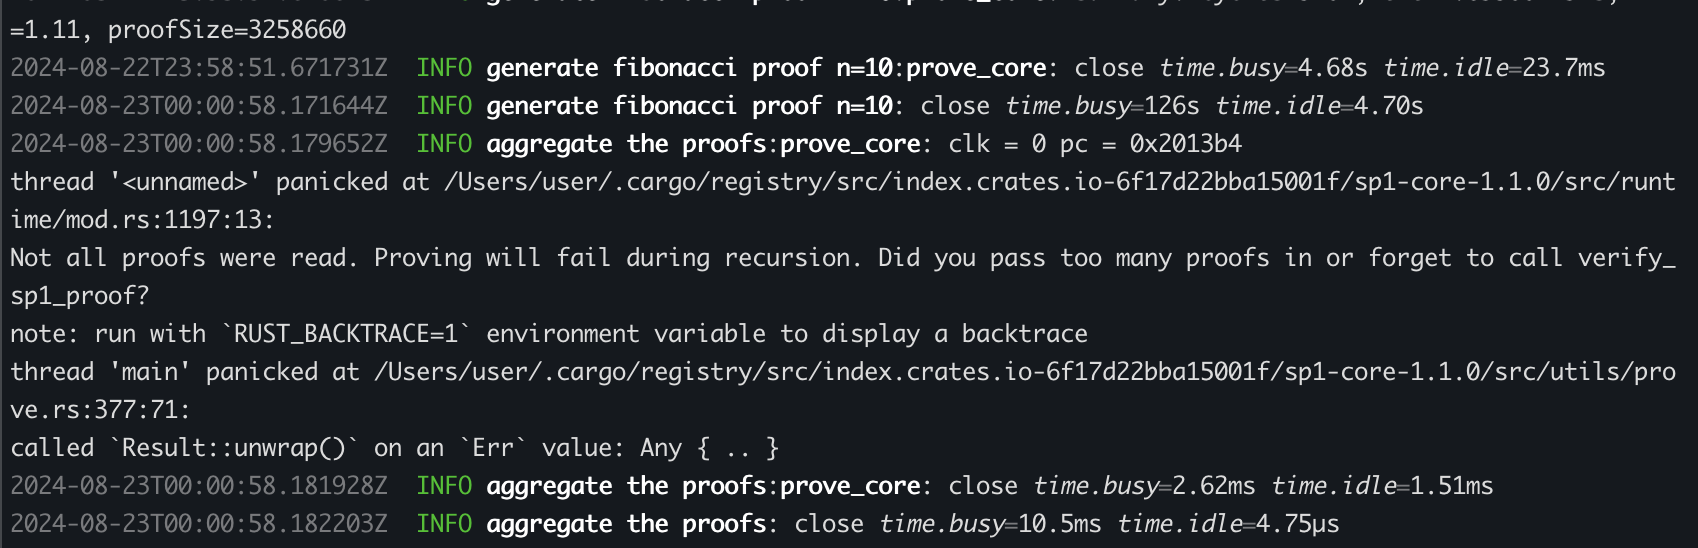 =1.11, proofSize=3258660
2024-08-22T23:58:51.671731Z  INFO generate fibonacci proof n=10:prove_core: close time.busy=4.68s time.idle=23.7ms
2024-08-23T00:00:58.171644Z  INFO generate fibonacci proof n=10: close time.busy=126s time.idle=4.70s
2024-08-23T00:00:58.179652Z  INFO aggregate the proofs:prove_core: clk = 0 pc = 0x2013b4
thread '<unnamed>' panicked at /Users/user/.cargo/registry/src/index.crates.io-6f17d22bba15001f/sp1-core-1.1.0/src/runt
ime/mod.rs:1197:13:
Not all proofs were read. Proving will fail during recursion. Did you pass too many proofs in or forget to call verify_
sp1_proof?
note: run with `RUST_BACKTRACE=1` environment variable to display a backtrace
thread 'main' panicked at /Users/user/.cargo/registry/src/index.crates.io-6f17d22bba15001f/sp1-core-1.1.0/src/utils/pro
ve.rs:377:71:
called `Result::unwrap()` on an `Err` value: Any { .. }
2024-08-23T00:00:58.181928Z  INFO aggregate the proofs:prove_core: close time.busy=2.62ms time.idle=1.51ms
2024-08-23T00:00:58.182203Z  INFO aggregate the proofs: close time.busy=10.5ms time.idle=4.75µs